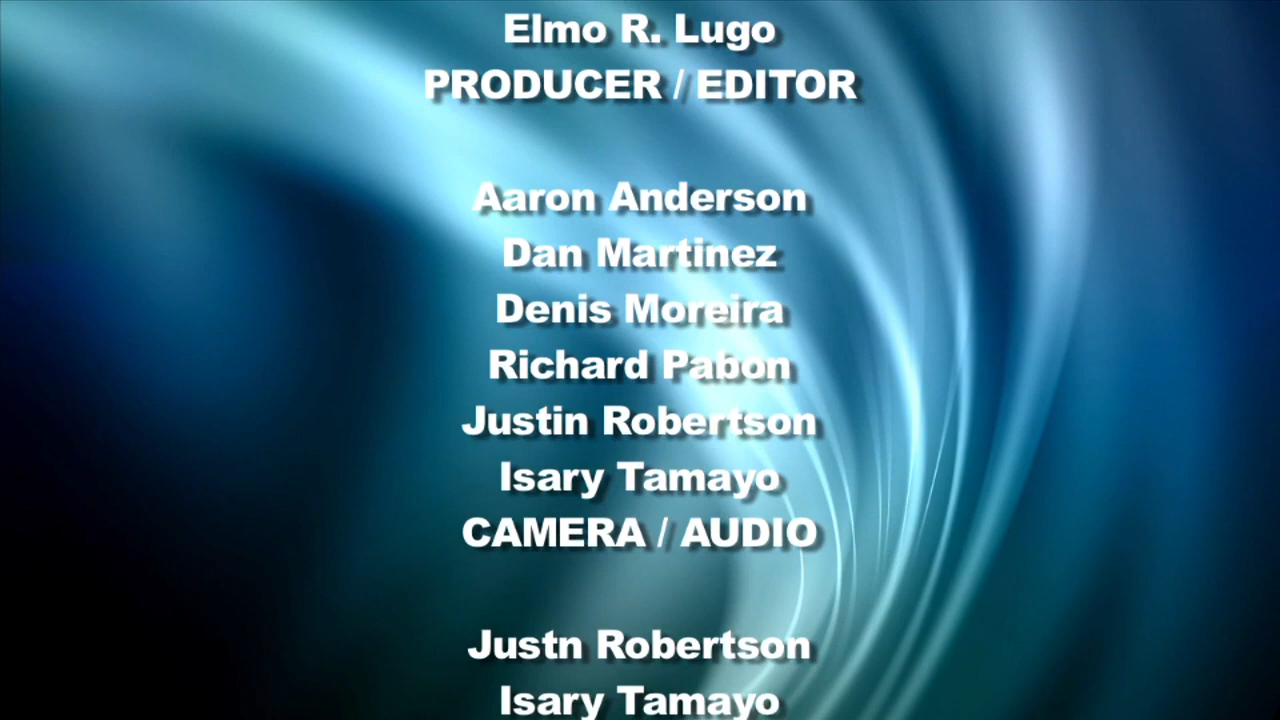 Elmo R. Lugo
PRODUCER / EDITOR
Aaron Anderson
Dan Martinez
Denis Moreira
Richard Pabon
Justin Robertson
Isary Tamayo
CAMERA / AUDIO
Justn Robertson
Isary Tamayo